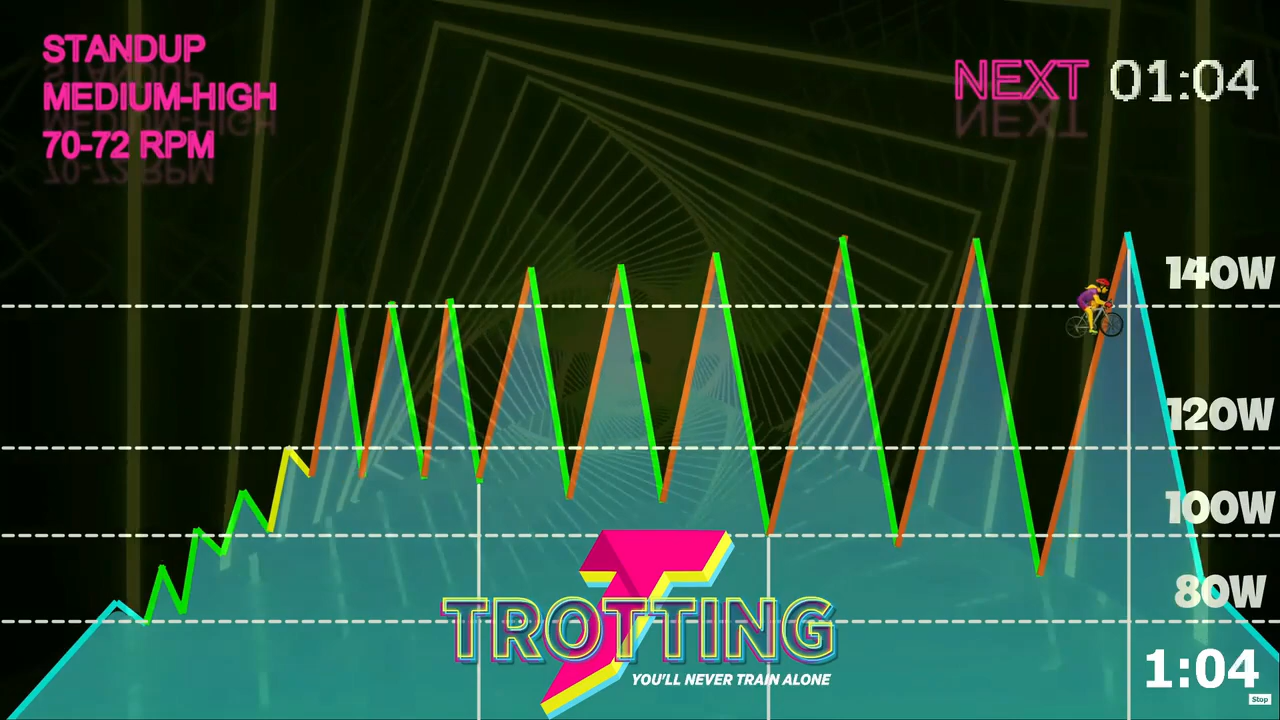 STANDUP
MEDIUM-HIGH
70-72 RPM
NEXT 01:04
140W
120W
100W
80W
TROTTING
YOU'LL NEVER TRAIN ALONE
1:04
Stop